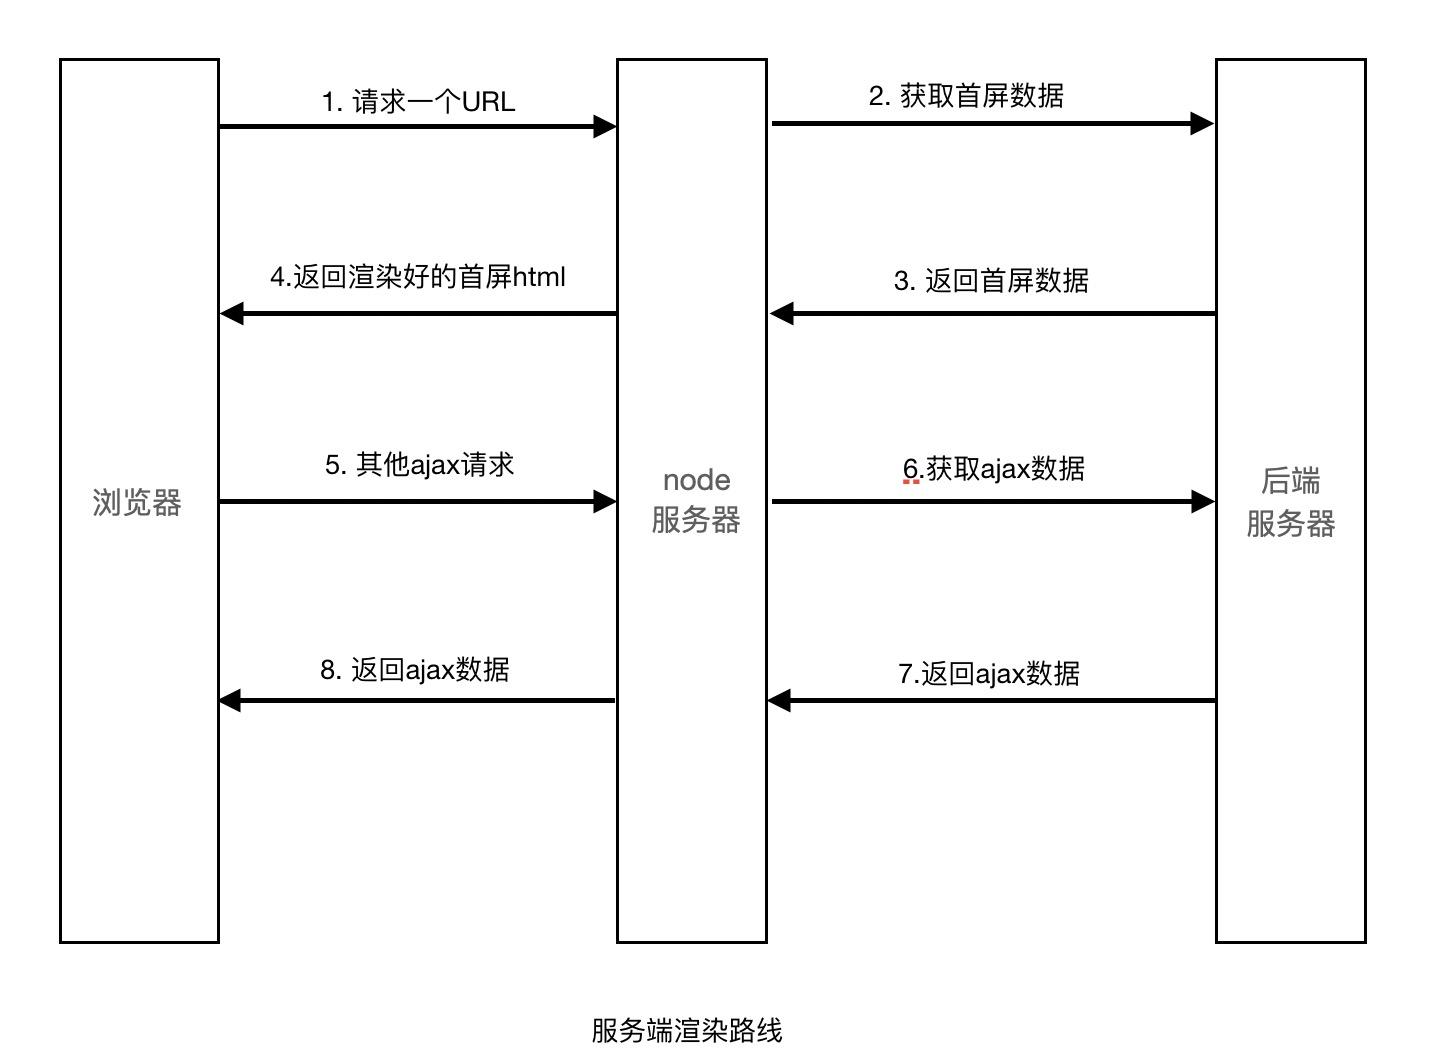 1. 请求一个URL
2. 获取首屏数据
4.返回渲染好的首屏html
3. 返回首屏数据
5. 其他ajax请求
6.获取ajax数据
浏览器
node
服务器
后端
服务器
8. 返回ajax数据
7.返回ajax数据
服务端渲染路线